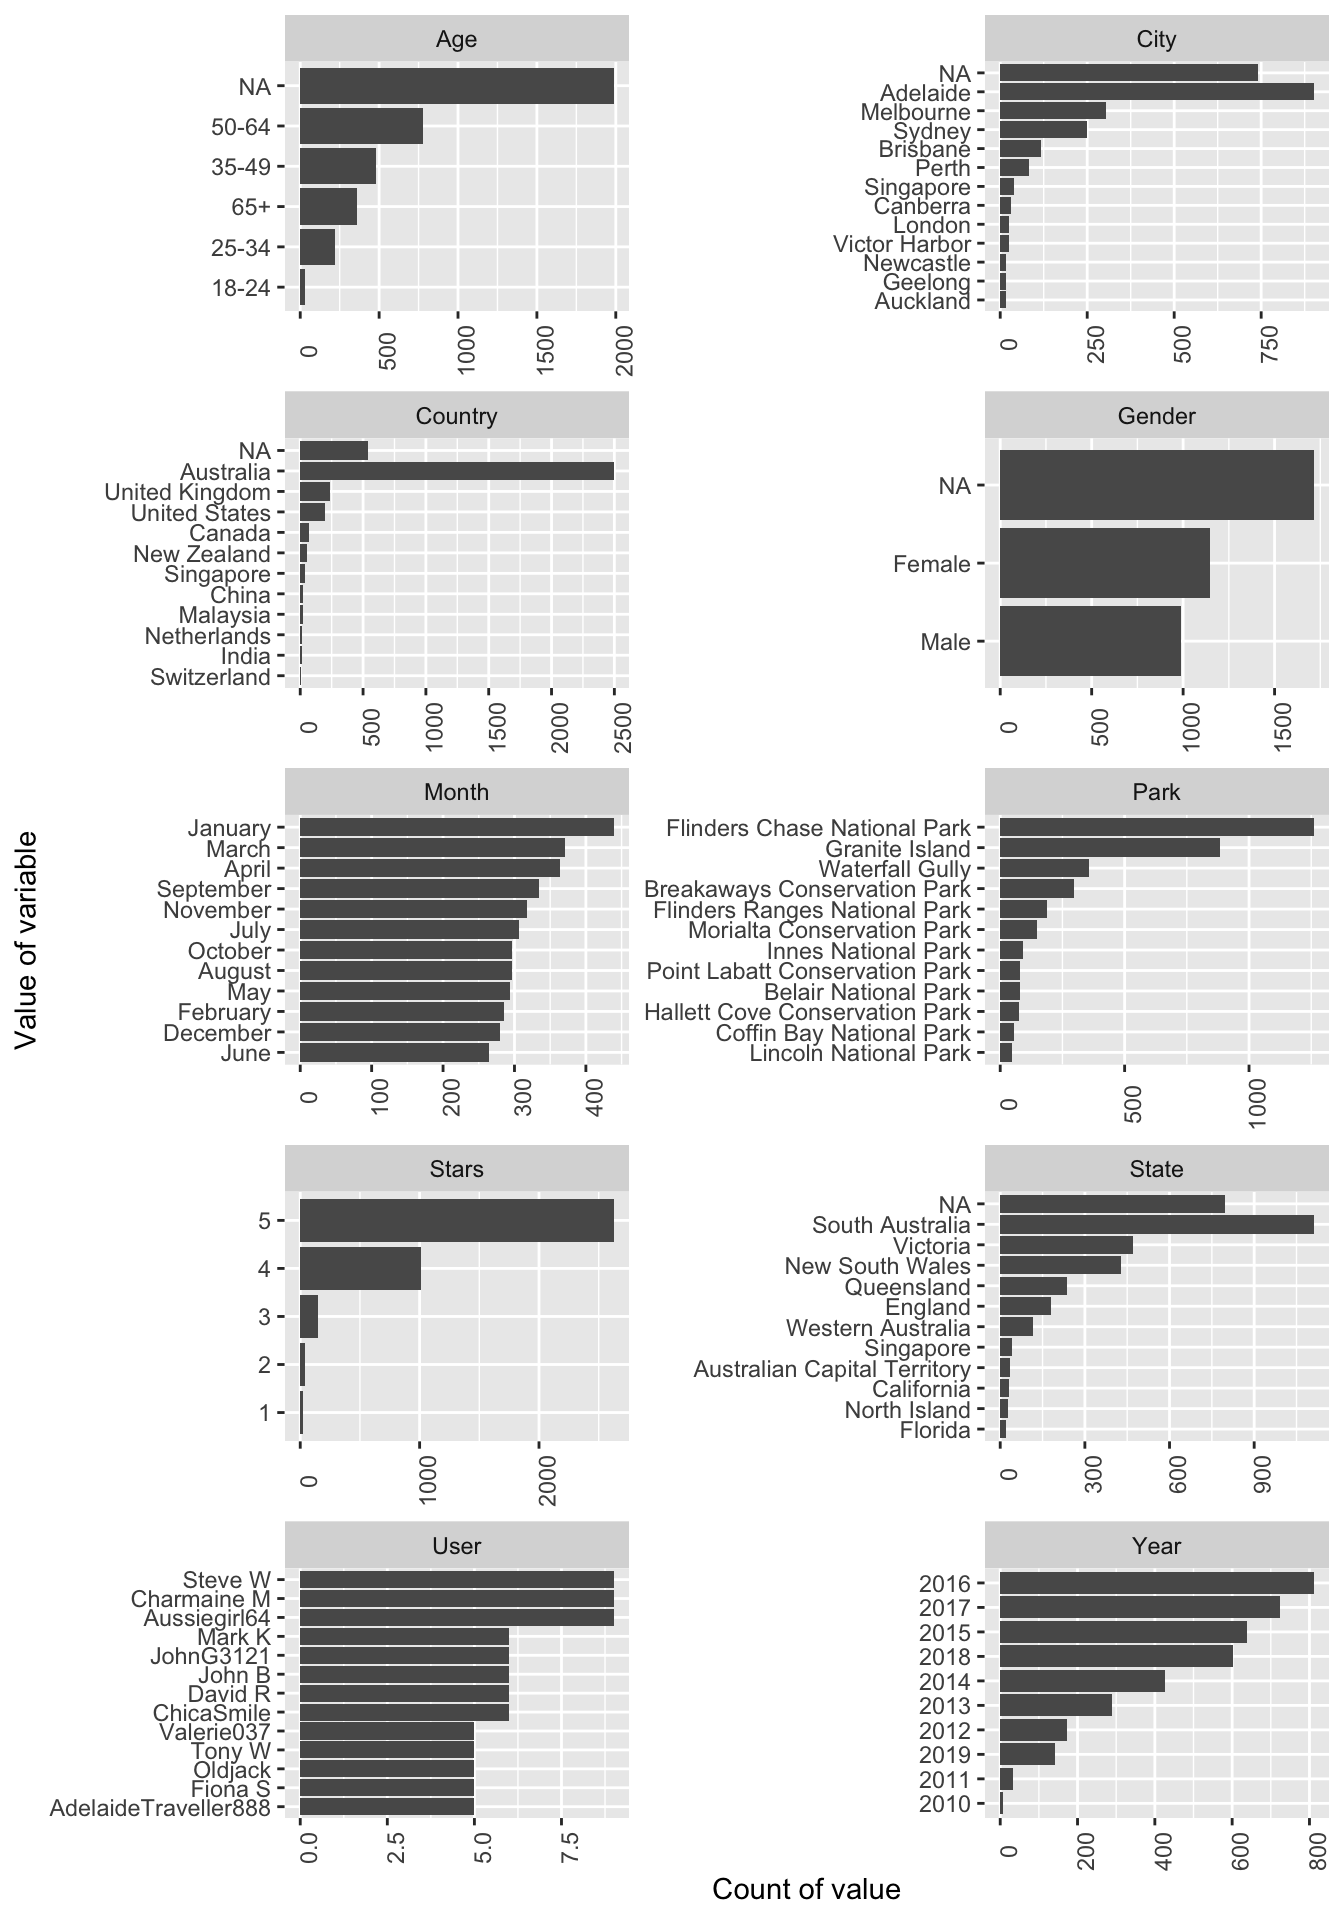 Age
NA
50-64
35-49
65+
25-34
18-24
0
500
1000
1500
2000
City
NA
Adelaide
Melbourne
Sydney
Brisbane
Perth
Singapore
Canberra
London
Victor Harbor
Newcastle
Geelong
Auckland
0
250
500
750
Country
NA
Australia
United Kingdom
United States
Canada
New Zealand
Singapore
China
Malaysia
Netherlands
India
Switzerland
0
500
1000
1500
2000
2500
Gender
NA
Female
Male
0
500
1000
1500
Value of variable
Month
January
March
April
September
November
July
October
August
May
February
December
June
0
100
200
300
400
Park
Flinders Chase National Park
Granite Island
Waterfall Gully
Breakaways Conservation Park
Flinders Ranges National Park
Morialta Conservation Park
Innes National Park
Point Labatt Conservation Park
Belair National Park
Hallett Cove Conservation Park
Coffin Bay National Park
Lincoln National Park
0
500
1000
Stars
5
4
3
2
1
0
1000
2000
State
NA
South Australia
Victoria
New South Wales
Queensland
England
Western Australia
Singapore
Australian Capital Territory
California
North Island
Florida
0
300
600
900
User
Steve W
Charmaine M
Aussiegirl64
Mark K
JohnG3121
John B
David R
ChicaSmile
Valerie037
Tony W
Oldjack
Fiona S
AdelaideTraveller888
0.0
2.5
5.0
7.5
Year
2016
2017
2015
2018
2014
2013
2012
2019
2011
2010
0
200
400
600
800
Count of value